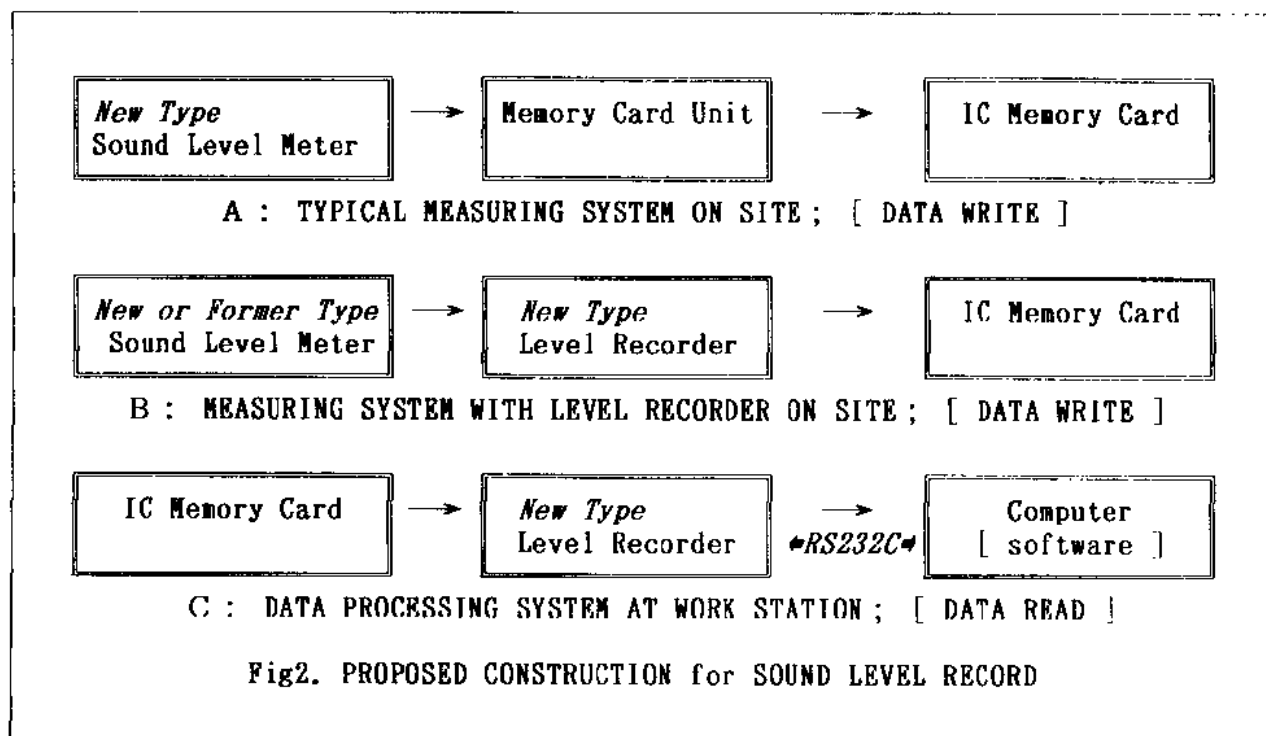 New Type → Memory Card Unit → IC Memory Card
Sound Level Meter
A : TYPICAL MEASURING SYSTEM ON SITE ; [ DATA WRITE ]
New or Former Type → New Type → IC Memory Card
Sound Level Meter Level Recorder
B : MEASURING SYSTEM WITH LEVEL RECORDER ON SITE ; [ DATA WRITE ]
IC Memory Card → New Type → Computer
Level Recorder *RS232C* [ software ]
C : DATA PROCESSING SYSTEM AT WORK STATION ; [ DATA READ ]
Fig2. PROPOSED CONSTRUCTION for SOUND LEVEL RECORD